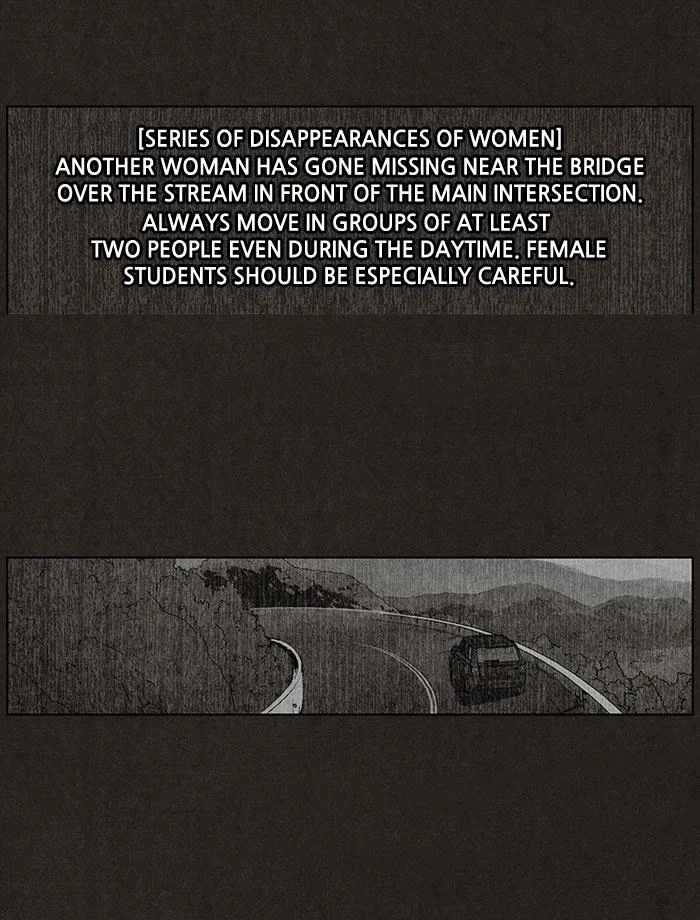 [SERIES OF DISAPPEARANCES OF WOMEN]
ANOTHER WOMAN HAS GONE MISSING NEAR THE BRIDGE
OVER THE STREAM IN FRONT OF THE MAIN INTERSECTION.
ALWAYS MOVE IN GROUPS OF AT LEAST
TWO PEOPLE EVEN DURING THE DAYTIME. FEMALE
STUDENTS SHOULD BE ESPECIALLY CAREFUL.